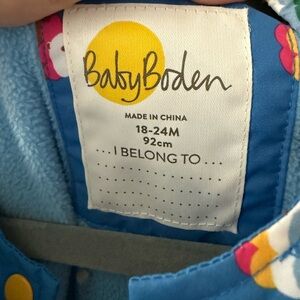 BabyBoden
MADE IN CHINA
18-24M
92cm
...I BELONG TO...